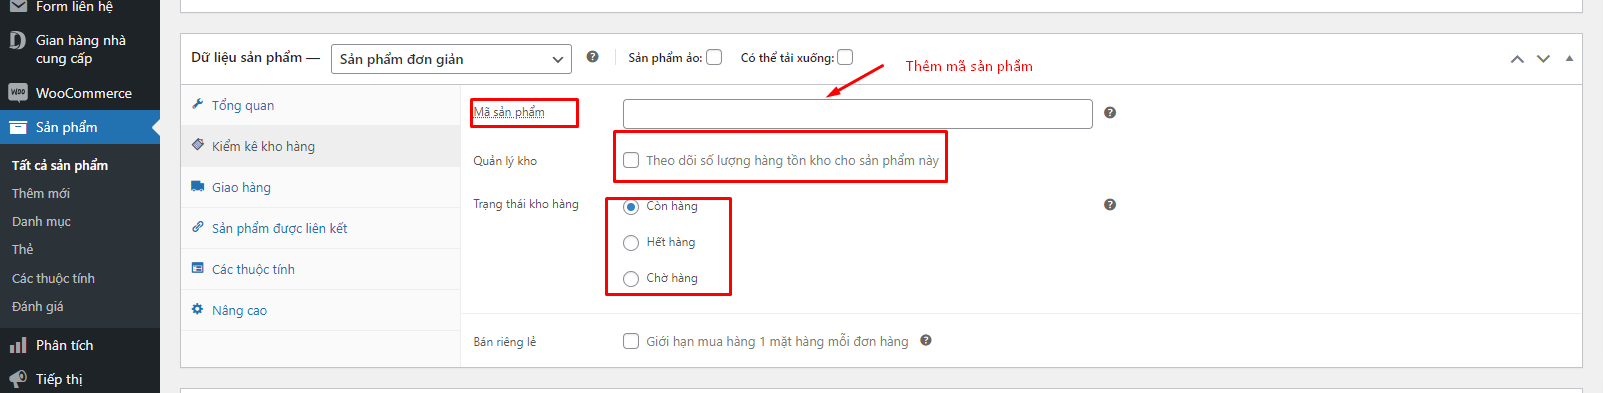 Form liên hệ
Gian hàng nhà
cung cấp
WooCommerce
Sản phẩm
Tất cả sản phẩm
Thêm mới
Danh mục
Thẻ
Các thuộc tính
Đánh giá
Phân tích
Tiếp thị
Dữ liệu sản phẩm — Sản phẩm đơn giản Sản phẩm ảo: Có thể tải xuống:
Thêm mã sản phẩm
Tổng quan
Kiểm kê kho hàng
Giao hàng
Sản phẩm được liên kết
Các thuộc tính
Nâng cao
Mã sản phẩm
Quản lý kho Theo dõi số lượng hàng tồn kho cho sản phẩm này
Trạng thái kho hàng Còn hàng
Hết hàng
Chờ hàng
Bán riêng lẻ Giới hạn mua hàng 1 mặt hàng mỗi đơn hàng